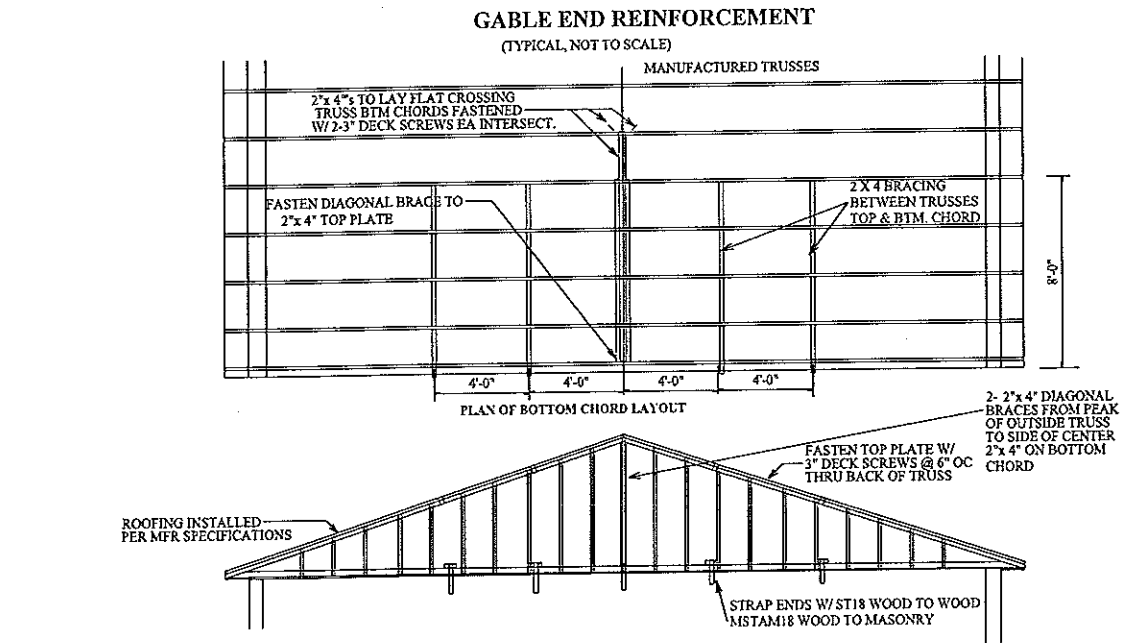 GABLE END REINFORCEMENT
(TYPICAL, NOT TO SCALE)
MANUFACTURED TRUSSES
2"x 4"'s TO LAY FLAT CROSSING
TRUSS BTM CHORDS FASTENED
W/ 2-3" DECK SCREWS EA INTERSECT.
FASTEN DIAGONAL BRACE TO
2"x 4" TOP PLATE
2 X 4 BRACING
BETWEEN TRUSSES
TOP & BTM. CHORD
8'-0"
4'-0"
4'-0"
4'-0"
4'-0"
PLAN OF BOTTOM CHORD LAYOUT
2- 2"x 4" DIAGONAL
BRACES FROM PEAK
OF OUTSIDE TRUSS
TO SIDE OF CENTER
2"x 4" ON BOTTOM
CHORD
FASTEN TOP PLATE W/
3" DECK SCREWS @ 6" OC
THRU BACK OF TRUSS
ROOFING INSTALLED
PER MFR SPECIFICATIONS
STRAP ENDS W/ ST18 WOOD TO WOOD
MSTAM18 WOOD TO MASONRY